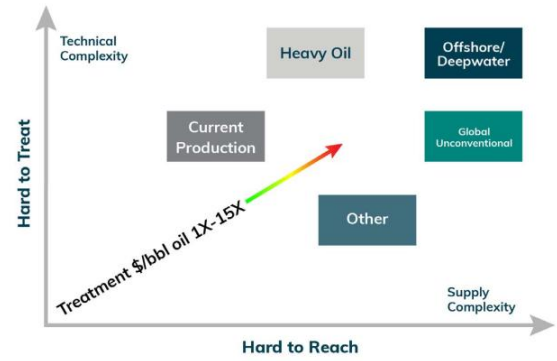 Technical
Complexity
Heavy Oil
Offshore/
Deepwater
Current
Production
Global
Unconventional
Other
Treatment $/bbl oil 1X-15X
Supply
Complexity
Hard to Treat
Hard to Reach